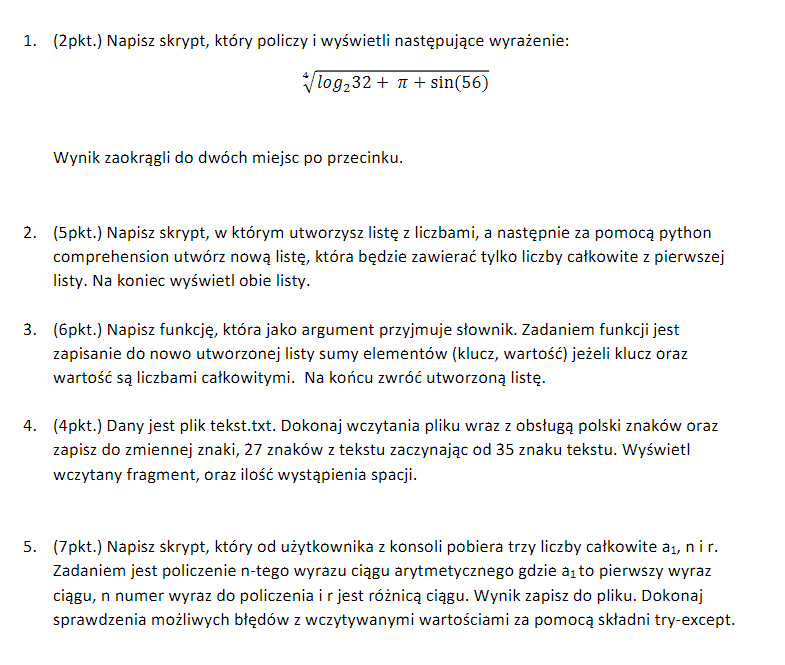 1. (2pkt.) Napisz skrypt, który policzy i wyświetli następujące wyrażenie:
∜(log₂32 + π + sin(56))
Wynik zaokrągli do dwóch miejsc po przecinku.
2. (5pkt.) Napisz skrypt, w którym utworzysz listę z liczbami, a następnie za pomocą python
comprehension utwórz nową listę, która będzie zawierać tylko liczby całkowite z pierwszej
listy. Na koniec wyświetl obie listy.
3. (6pkt.) Napisz funkcję, która jako argument przyjmuje słownik. Zadaniem funkcji jest
zapisanie do nowo utworzonej listy sumy elementów (klucz, wartość) jeżeli klucz oraz
wartość są liczbami całkowitymi. Na końcu zwróć utworzoną listę.
4. (4pkt.) Dany jest plik tekst.txt. Dokonaj wczytania pliku wraz z obsługą polski znaków oraz
zapisz do zmiennej znaki, 27 znaków z tekstu zaczynając od 35 znaku tekstu. Wyświetl
wczytany fragment, oraz ilość wystąpienia spacji.
5. (7pkt.) Napisz skrypt, który od użytkownika z konsoli pobiera trzy liczby całkowite a₁, n i r.
Zadaniem jest policzenie n-tego wyrazu ciągu arytmetycznego gdzie a₁ to pierwszy wyraz
ciągu, n numer wyraz do policzenia i r jest różnicą ciągu. Wynik zapisz do pliku. Dokonaj
sprawdzenia możliwych błędów z wczytywanymi wartościami za pomocą składni try-except.